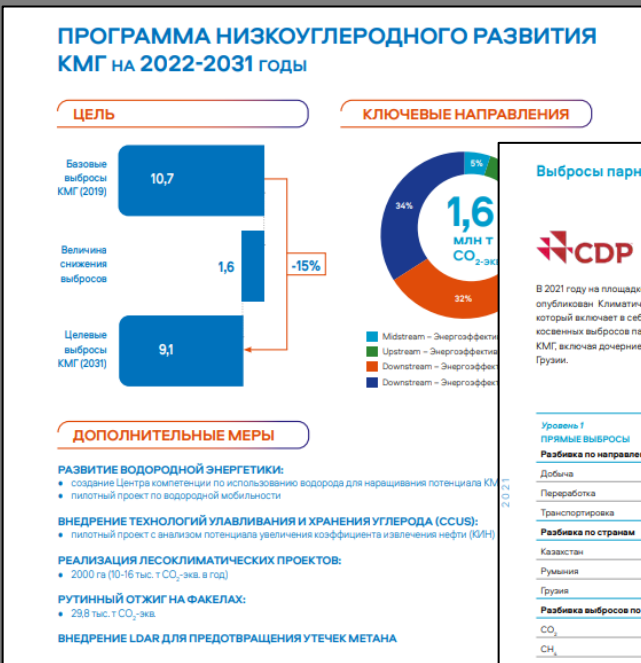 ПРОГРАММА НИЗКОУГЛЕРОДНОГО РАЗВИТИЯ
КМГ НА 2022-2031 ГОДЫ
ЦЕЛЬ
Базовые
выбросы
КМГ (2019)
10,7
Величина
снижения
выбросов
1,6
-15%
Целевые
выбросы
КМГ (2031)
9,1
КЛЮЧЕВЫЕ НАПРАВЛЕНИЯ
5%
34%
32%
1,6
МЛН Т
CO2-эк
Midstream – Энергоэффекти
Upstream – Энергоэффектив
Downstream – Энергоэффект
Downstream – Энергоэффект
ДОПОЛНИТЕЛЬНЫЕ МЕРЫ
РАЗВИТИЕ ВОДОРОДНОЙ ЭНЕРГЕТИКИ:
• создание Центра компетенции по использованию водорода для наращивания потенциала КМ
• пилотный проект по водородной мобильности
ВНЕДРЕНИЕ ТЕХНОЛОГИЙ УЛАВЛИВАНИЯ И ХРАНЕНИЯ УГЛЕРОДА (CCUS):
• пилотный проект с анализом потенциала увеличения коэффициента извлечения нефти (КИН)
РЕАЛИЗАЦИЯ ЛЕСОКЛИМАТИЧЕСКИХ ПРОЕКТОВ:
• 2000 га (10-16 тыс. т CO2-экв. в год)
РУТИННЫЙ ОТЖИГ НА ФАКЕЛАХ:
• 29,8 тыс. т CO2-экв.
ВНЕДРЕНИЕ LDAR ДЛЯ ПРЕДОТВРАЩЕНИЯ УТЕЧЕК МЕТАНА
Выбросы парн
CDP
В 2021 году на площадк
опубликован Климатич
который включает в себ
косвенных выбросов па
КМГ, включая дочерние
Грузии.
2021
Уровень 1
ПРЯМЫЕ ВЫБРОСЫ
Разбивка по направле
Добыча
Переработка
Транспортировка
Разбивка по странам
Казахстан
Румыния
Грузия
Разбивка выбросов по
CO2
CH4